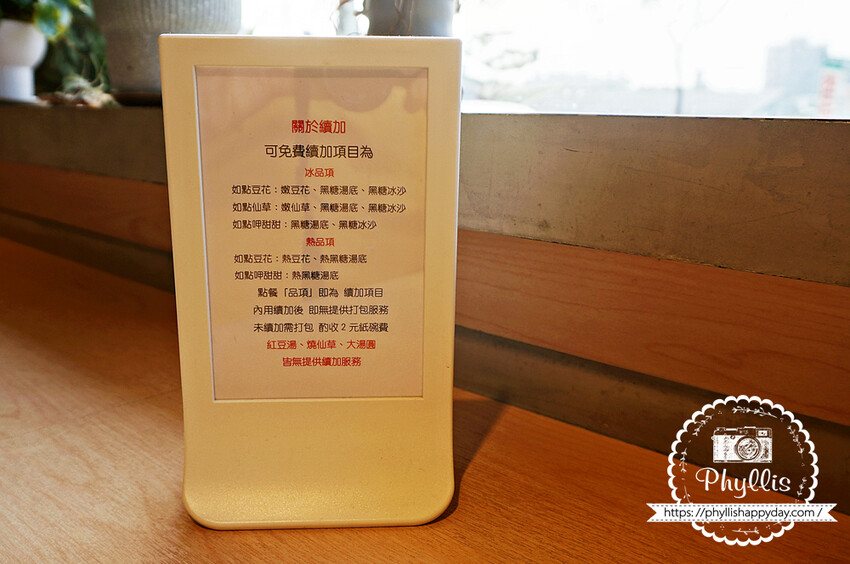 關於續加
可免費續加項目為
冰品項
如點豆花：嫩豆花、黑糖湯底、黑糖冰沙
如點仙草：嫩仙草、黑糖湯底、黑糖冰沙
如點呷甜甜：黑糖湯底、黑糖冰沙
熱品項
如點豆花：熱豆花、熱黑糖湯底
如點呷甜甜：熱黑糖湯底
點餐「品項」即為 續加項目
內用續加後 即無提供打包服務
未續加需打包 酌收2元紙碗費
紅豆湯、燒仙草、大湯圓
皆無提供續加服務
Phyllis
https://phyllishappyday.com/